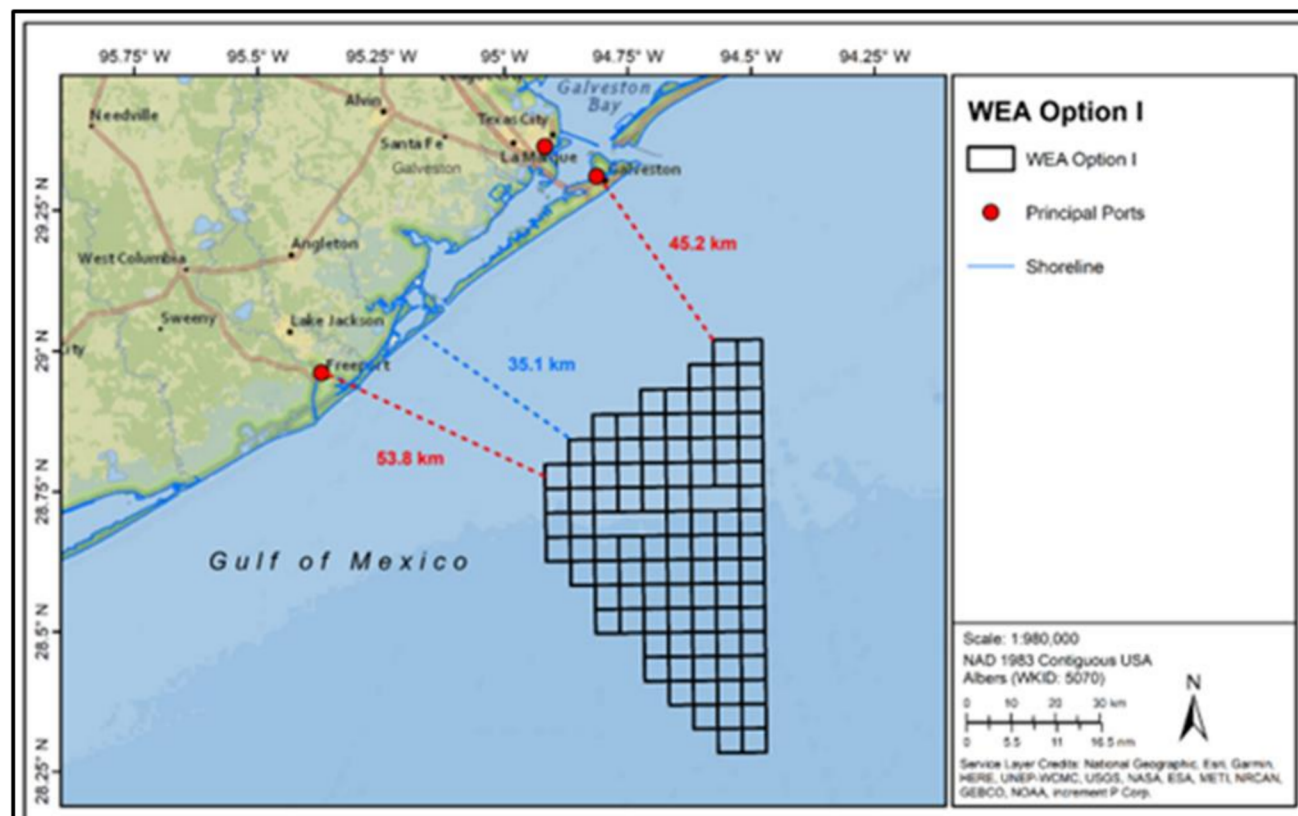 95.75° W 95.5° W 95.25° W 95° W 94.75° W 94.5° W 94.25° W
Galveston
Bay
Alvin
Needville
Texas City
Santa Fe
La Marque
Galveston
Galveston
29.25° N
45.2 km
Angleton
West Columbia
Sweeny
Lake Jackson
29° N
ity
Freeport
35.1 km
53.8 km
28.75° N
Gulf of Mexico
28.5° N
28.25° N
WEA Option I
WEA Option I
Principal Ports
Shoreline
Scale: 1:980,000
NAD 1983 Contiguous USA
Albers (WKID: 5070)
N
0 10 20 30 km
0 5.5 11 16.5 nm
Service Layer Credits: National Geographic, Esri, Garmin,
HERE, UNEP-WCMC, USGS, NASA, ESA, METI, NRCAN,
GEBCO, NOAA, increment P Corp.